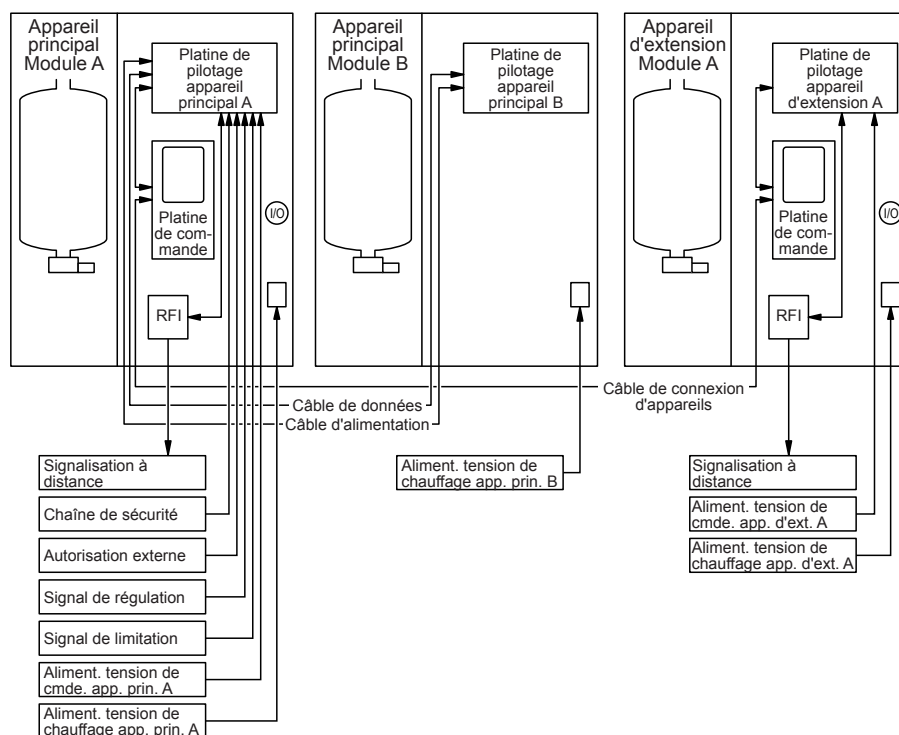 Appareil
principal
Module A
Platine de
pilotage
appareil
principal A
Platine
de com-
mande
I/O
RFI
Appareil
principal
Module B
Platine de
pilotage
appareil
principal B
Appareil
d'extension
Module A
Platine de
pilotage
appareil
d'extension A
Platine
de com-
mande
I/O
RFI
Câble de connexion
d'appareils
Câble de données
Câble d'alimentation
Signalisation à
distance
Chaîne de sécurité
Autorisation externe
Signal de régulation
Signal de limitation
Aliment. tension de
cmde. app. prin. A
Aliment. tension de
chauffage app. prin. A
Aliment. tension de
chauffage app. prin. B
Signalisation à
distance
Aliment. tension de
cmde. app. d'ext. A
Aliment. tension de
chauffage app. d'ext. A